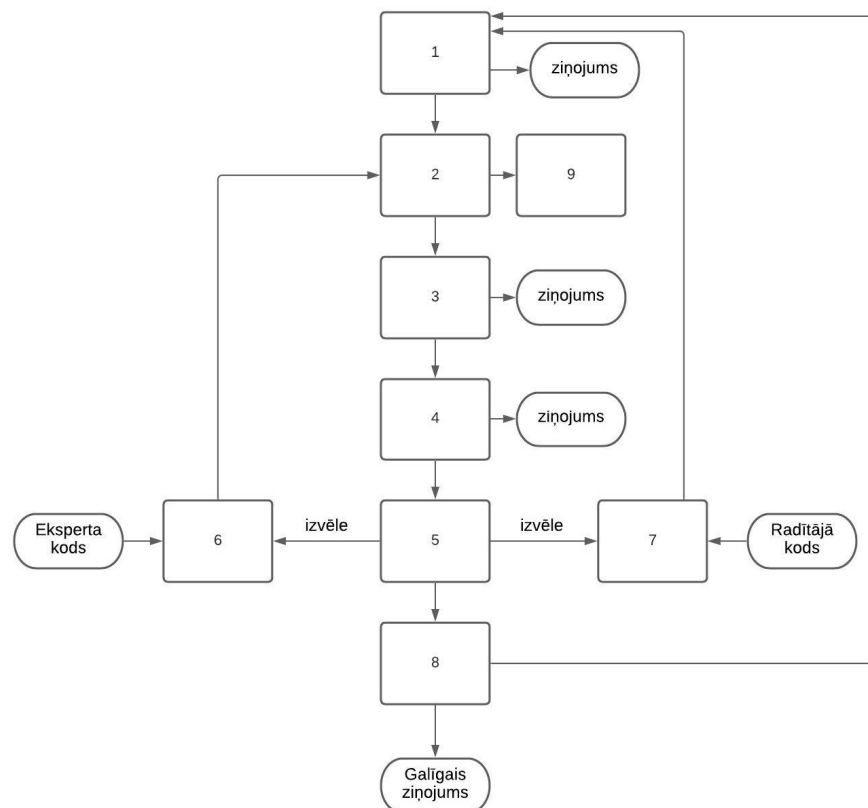 1
ziņojums
2
9
3
ziņojums
4
ziņojums
Eksperta
kods
6
izvēle
5
izvēle
7
Radītājā
kods
8
Galīgais
ziņojums